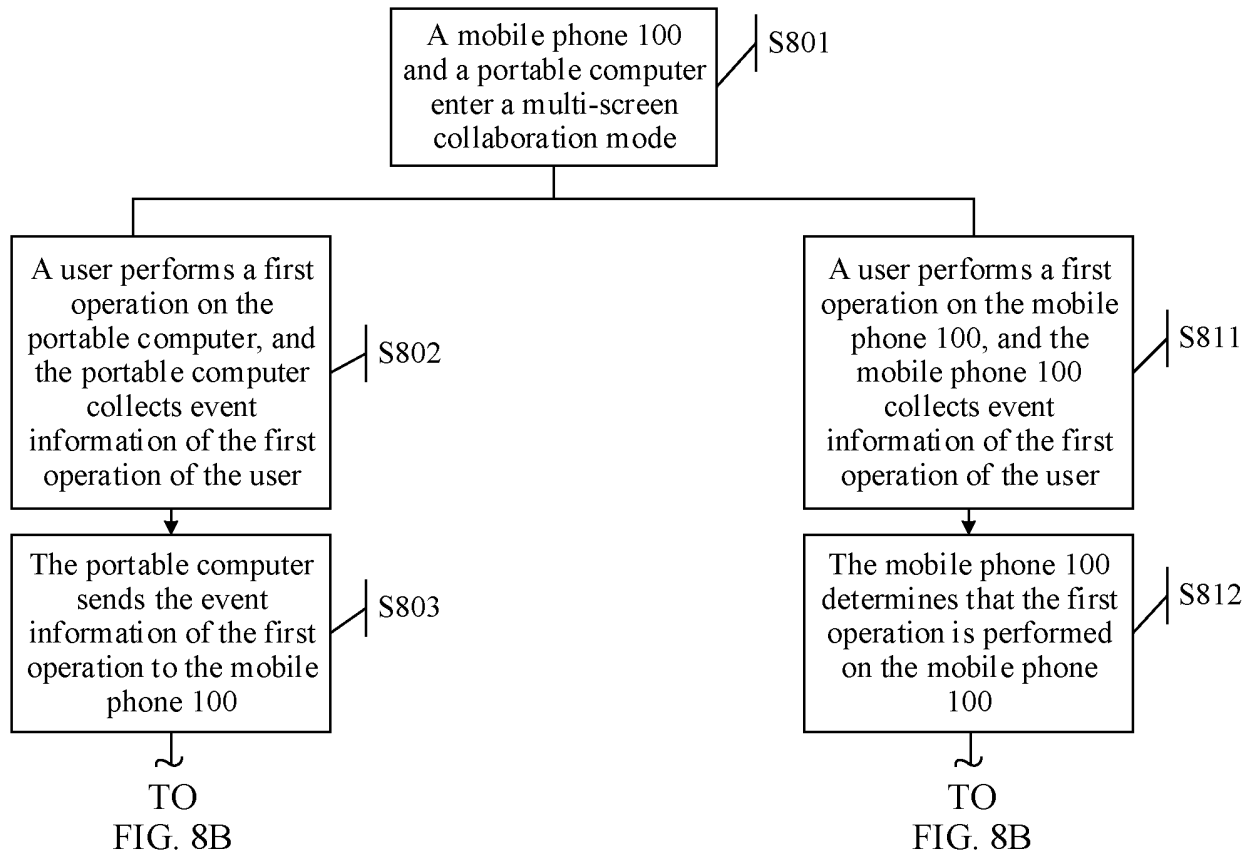 A mobile phone 100
and a portable computer
enter a multi-screen
collaboration mode
S801
A user performs a first
operation on the
portable computer, and
the portable computer
collects event
information of the first
operation of the user
S802
The portable computer
sends the event
information of the first
operation to the mobile
phone 100
S803
TO
FIG. 8B
A user performs a first
operation on the mobile
phone 100, and the
mobile phone 100
collects event
information of the first
operation of the user
S811
The mobile phone 100
determines that the first
operation is performed
on the mobile phone
100
S812
TO
FIG. 8B